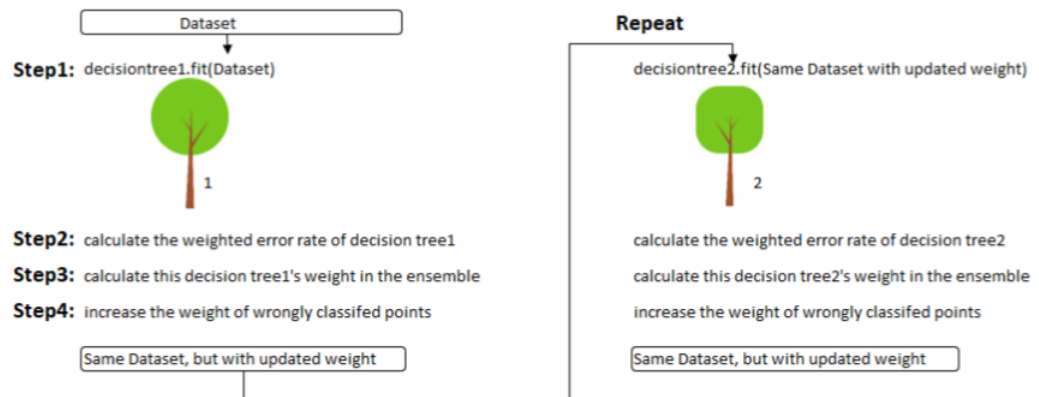 Dataset
Step1: decisiontree1.fit(Dataset)
1
Step2: calculate the weighted error rate of decision tree1
Step3: calculate this decision tree1's weight in the ensemble
Step4: increase the weight of wrongly classifed points
Same Dataset, but with updated weight
Repeat
decisiontree2.fit(Same Dataset with updated weight)
2
calculate the weighted error rate of decision tree2
calculate this decision tree2's weight in the ensemble
increase the weight of wrongly classifed points
Same Dataset, but with updated weight